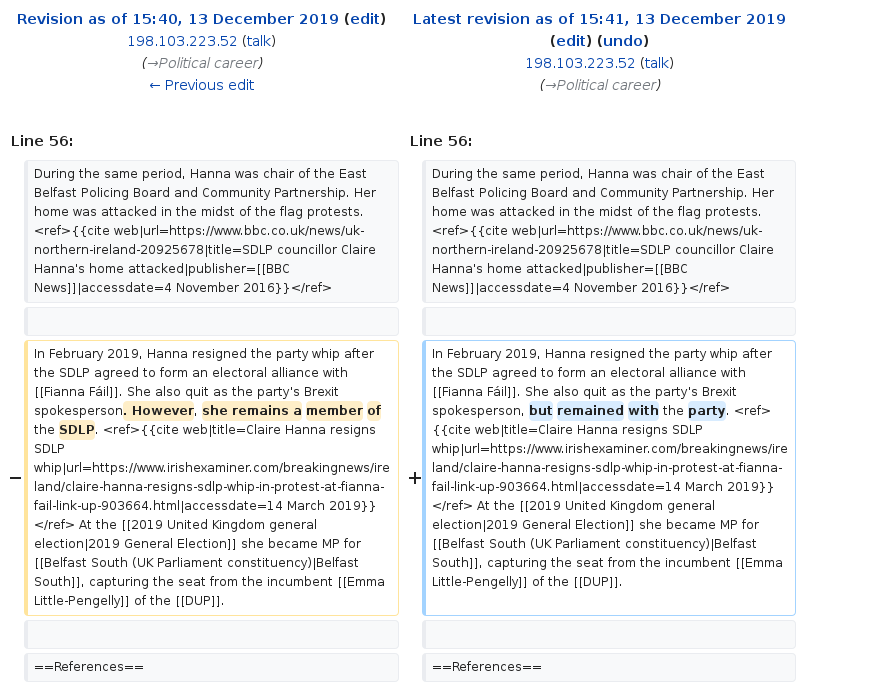 Revision as of 15:40, 13 December 2019 (edit)
198.103.223.52 (talk)
(→Political career)
← Previous edit
Latest revision as of 15:41, 13 December 2019
(edit) (undo)
198.103.223.52 (talk)
(→Political career)
Line 56:
During the same period, Hanna was chair of the East
Belfast Policing Board and Community Partnership. Her
home was attacked in the midst of the flag protests.
<ref>{{cite web|url=https://www.bbc.co.uk/news/uk-
northern-ireland-20925678|title=SDLP councillor Claire
Hanna's home attacked|publisher=[[BBC
News]]|accessdate=4 November 2016}}</ref>
In February 2019, Hanna resigned the party whip after
the SDLP agreed to form an electoral alliance with
[[Fianna Fáil]]. She also quit as the party's Brexit
spokesperson. However, she remains a member of
the SDLP. <ref>{{cite web|title=Claire Hanna resigns
SDLP
whip|url=https://www.irishexaminer.com/breakingnews/ire
land/claire-hanna-resigns-sdlp-whip-in-protest-at-fianna-
fail-link-up-903664.html|accessdate=14 March 2019}}
</ref> At the [[2019 United Kingdom general
election|2019 General Election]] she became MP for
[[Belfast South (UK Parliament constituency)|Belfast
South]], capturing the seat from the incumbent [[Emma
Little-Pengelly]] of the [[DUP]].
==References==
Line 56:
During the same period, Hanna was chair of the East
Belfast Policing Board and Community Partnership. Her
home was attacked in the midst of the flag protests.
<ref>{{cite web|url=https://www.bbc.co.uk/news/uk-
northern-ireland-20925678|title=SDLP councillor Claire
Hanna's home attacked|publisher=[[BBC
News]]|accessdate=4 November 2016}}</ref>
In February 2019, Hanna resigned the party whip after
the SDLP agreed to form an electoral alliance with
[[Fianna Fáil]]. She also quit as the party's Brexit
spokesperson, but remained with the party. <ref>
{{cite web|title=Claire Hanna resigns SDLP
whip|url=https://www.irishexaminer.com/breakingnews/ire
land/claire-hanna-resigns-sdlp-whip-in-protest-at-fianna-
fail-link-up-903664.html|accessdate=14 March 2019}}
</ref> At the [[2019 United Kingdom general
election|2019 General Election]] she became MP for
[[Belfast South (UK Parliament constituency)|Belfast
South]], capturing the seat from the incumbent [[Emma
Little-Pengelly]] of the [[DUP]].
==References==